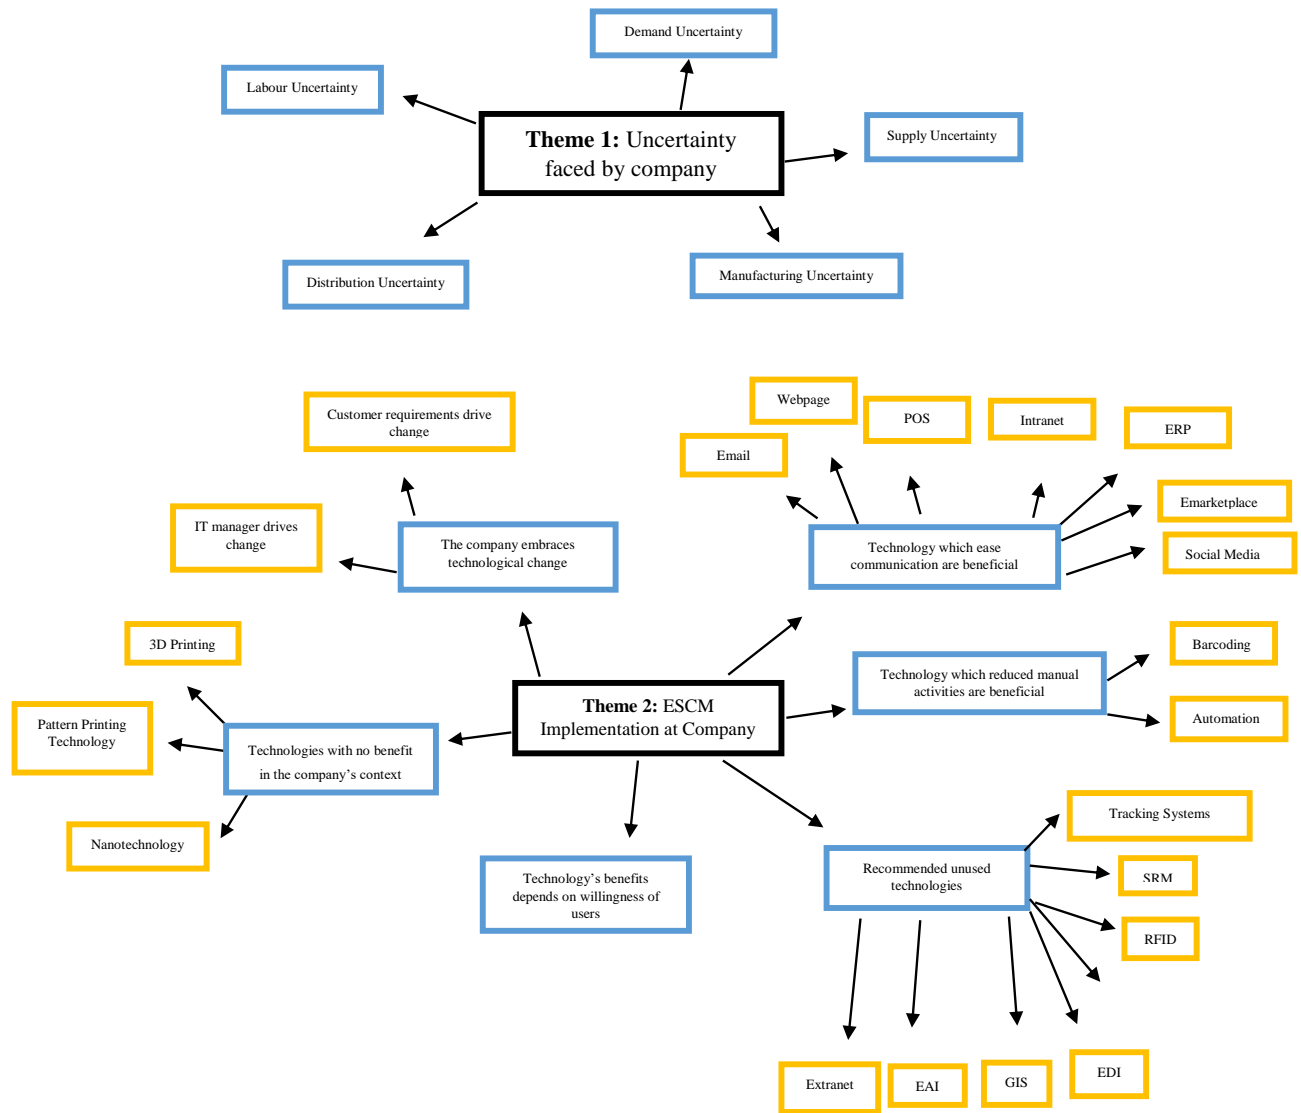 Demand Uncertainty
Labour Uncertainty
Theme 1: Uncertainty
faced by company
Supply Uncertainty
Distribution Uncertainty
Manufacturing Uncertainty
Customer requirements drive
change
Webpage
POS
Intranet
ERP
Email
IT manager drives
change
The company embraces
technological change
Technology which ease
communication are beneficial
Emarketplace
Social Media
3D Printing
Pattern Printing
Technology
Technologies with no benefit
in the company's context
Nanotechnology
Theme 2: ESCM
Implementation at Company
Technology which reduced manual
activities are beneficial
Barcoding
Automation
Technology's benefits
depends on willingness of
users
Recommended unused
technologies
Tracking Systems
SRM
RFID
Extranet
EAI
GIS
EDI